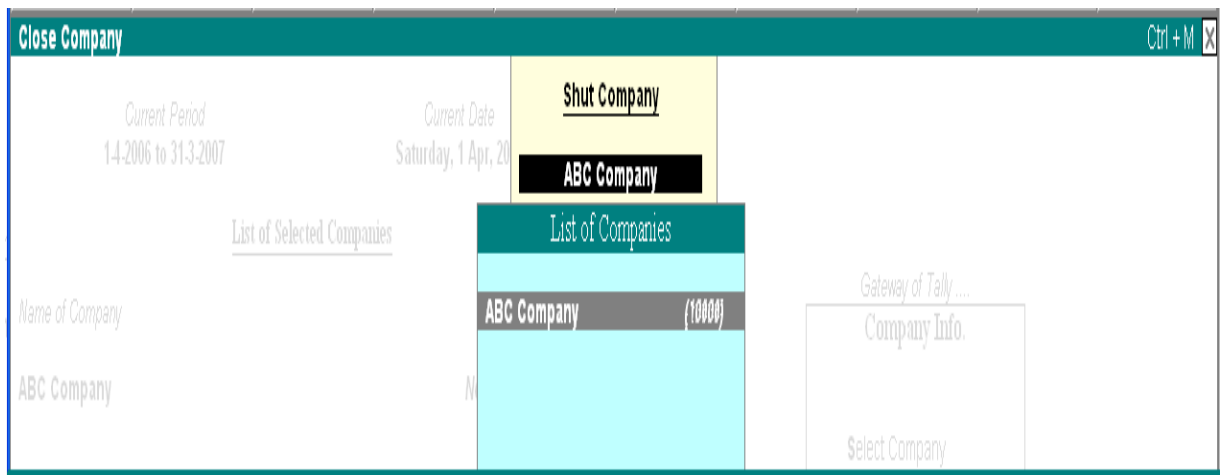 Close Company Ctrl + M X
Shut Company
Current Period Current Date
1-4-2006 to 31-3-2007 Saturday, 1 Apr, 20
ABC Company
List of Selected Companies
List of Companies
Gateway of Tally ....
Name of Company
ABC Company (10000)
Company Info.
ABC Company
Select Company